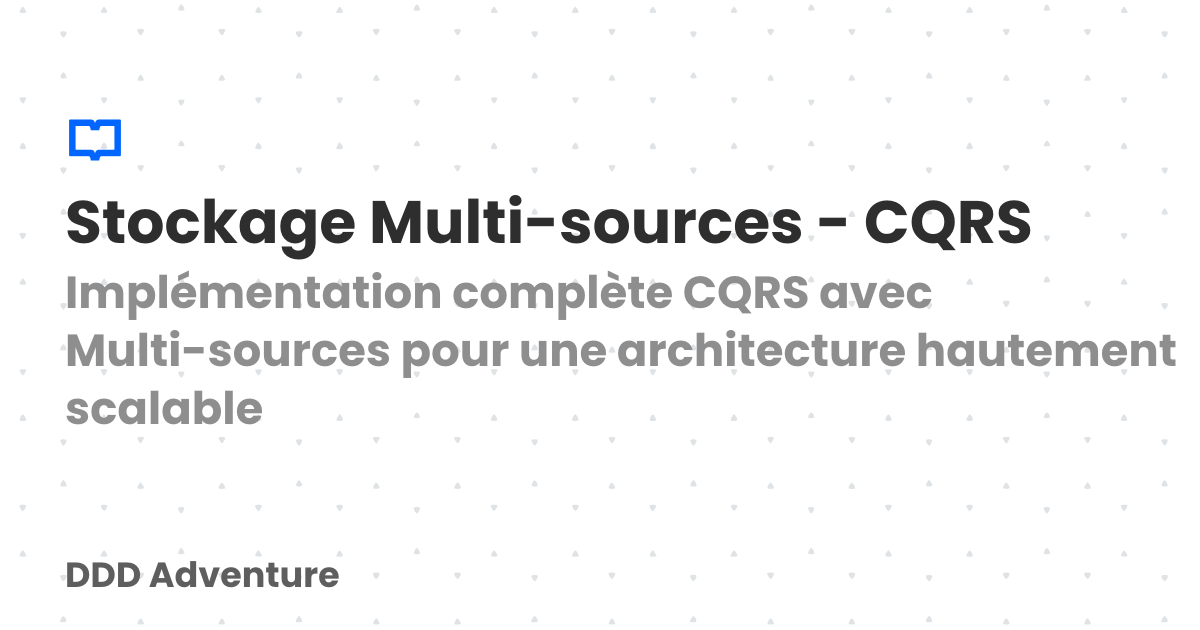 Stockage Multi-sources - CQRS
Implémentation complète CQRS avec
Multi-sources pour une architecture hautement
scalable
DDD Adventure